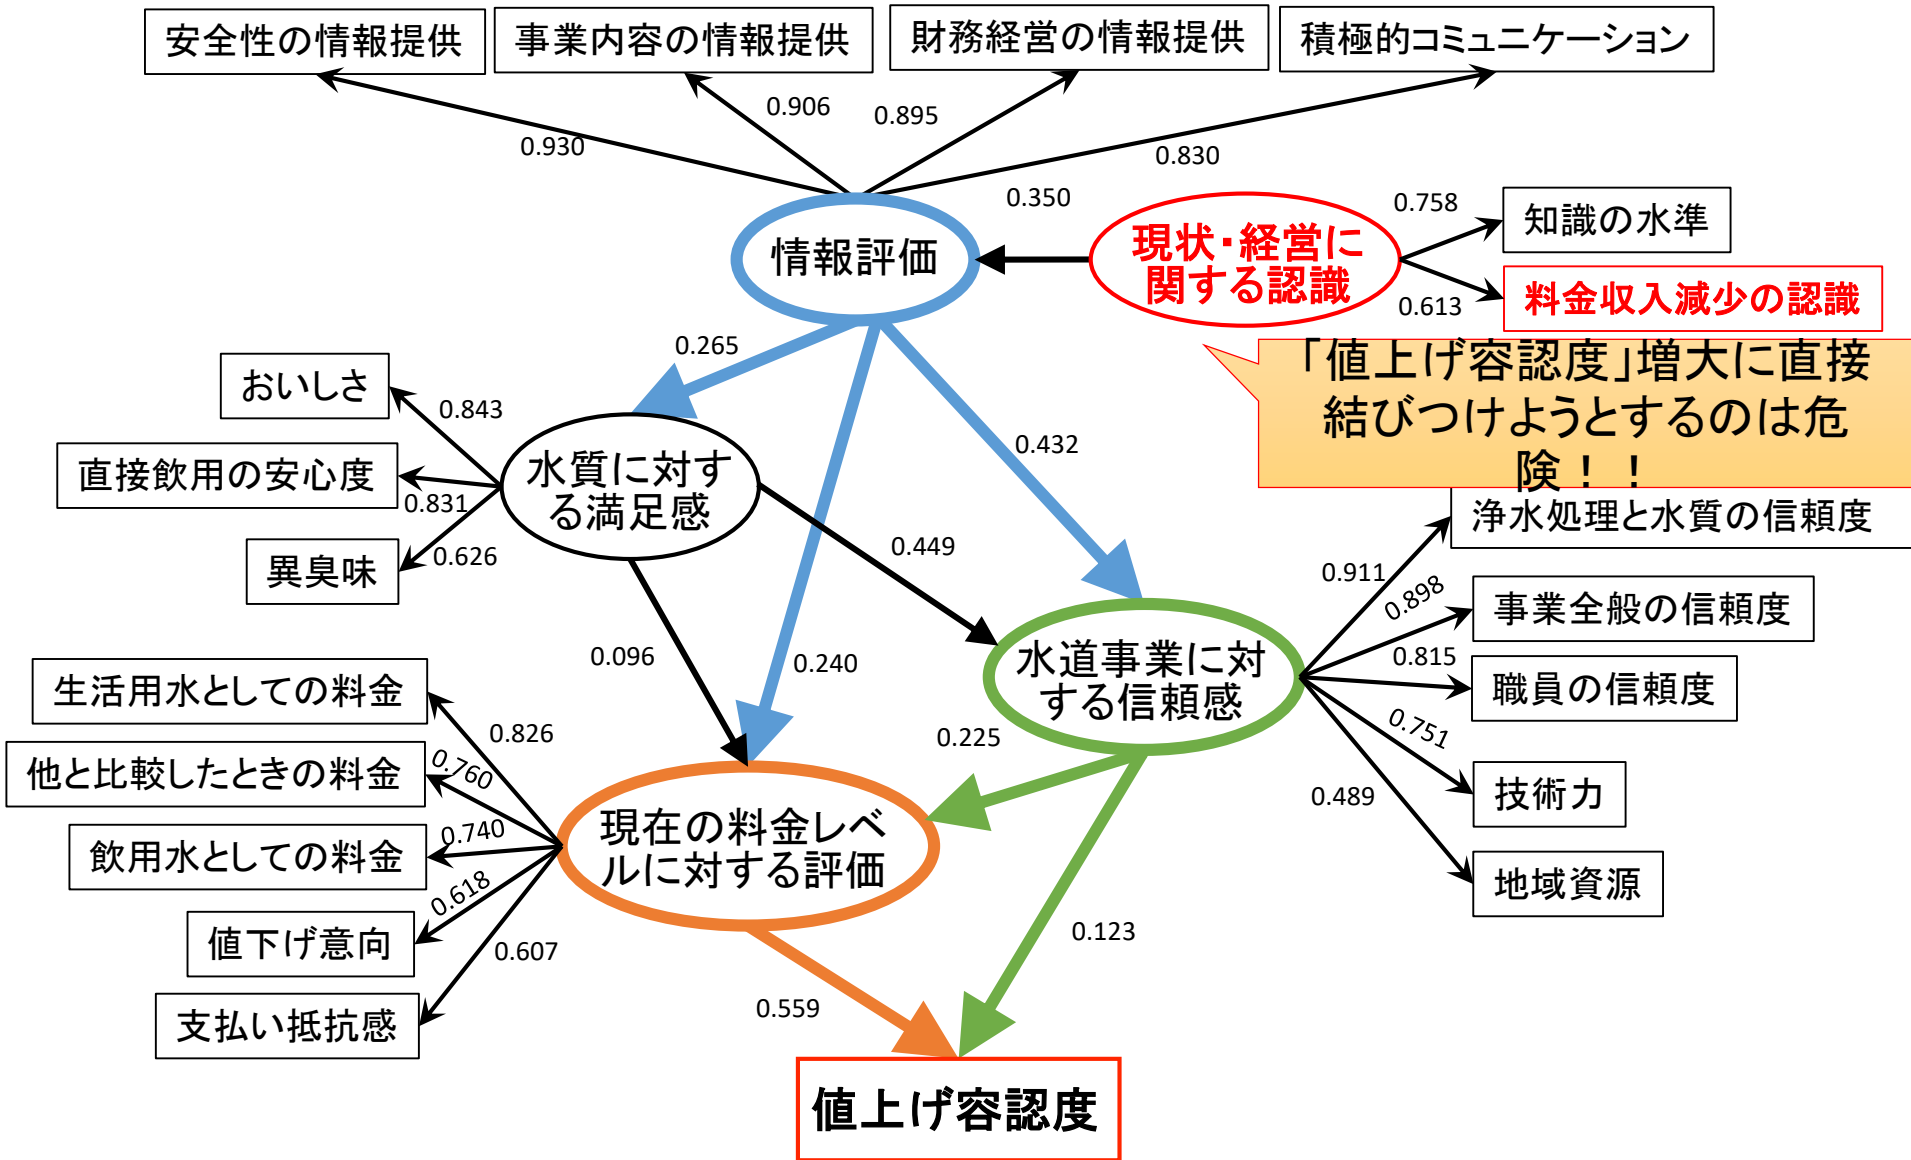 安全性の情報提供
事業内容の情報提供
財務経営の情報提供
積極的コミュニケーション
0.930
0.906
0.895
0.830
0.350
情報評価
現状・経営に
関する認識
0.758
知識の水準
0.613
料金収入減少の認識
「値上げ容認度」増大に直接
結びつけようとするのは危
険！！
0.265
0.432
0.240
おいしさ
0.843
直接飲用の安心度
0.831
異臭味
0.626
水質に対す
る満足感
0.449
0.096
水道事業に対
する信頼感
0.911
浄水処理と水質の信頼度
0.898
事業全般の信頼度
0.815
職員の信頼度
0.751
技術力
0.489
地域資源
0.225
0.123
生活用水としての料金
0.826
他と比較したときの料金
0.760
飲用水としての料金
0.740
値下げ意向
0.618
支払い抵抗感
0.607
現在の料金レベ
ルに対する評価
0.559
値上げ容認度